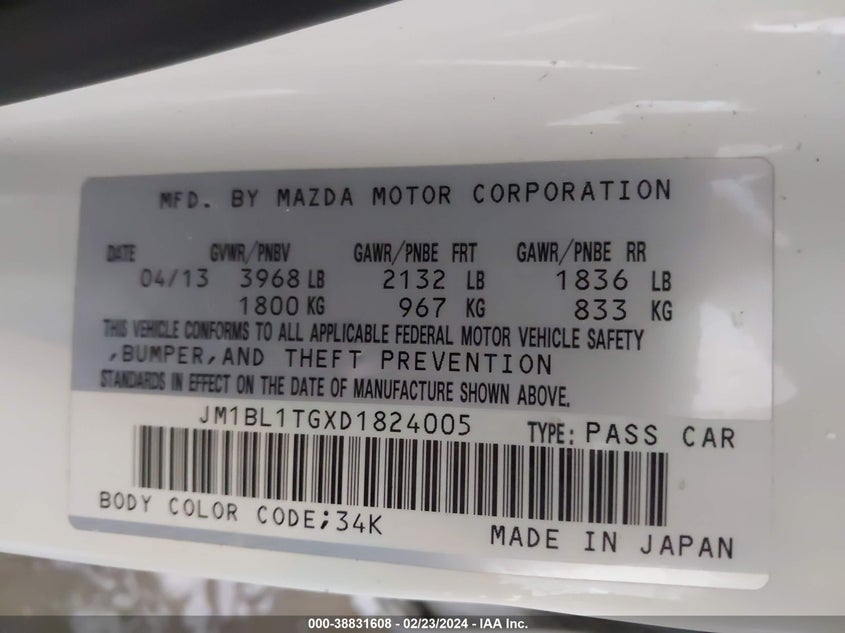 MFD. BY MAZDA MOTOR CORPORATION
DATE GVWR/PNBV GAWR/PNBE FRT GAWR/PNBE RR
04/13 3968 LB 2132 LB 1836 LB
1800 KG 967 KG 833 KG
THIS VEHICLE CONFORMS TO ALL APPLICABLE FEDERAL MOTOR VEHICLE SAFETY
,BUMPER,AND THEFT PREVENTION
STANDARDS IN EFFECT ON THE DATE OF MANUFACTURE SHOWN ABOVE.
JM1BL1TGXD1824005 TYPE: PASS CAR
BODY COLOR CODE;34K
MADE IN JAPAN
000-38831608 - 02/23/2024 - IAA Inc.